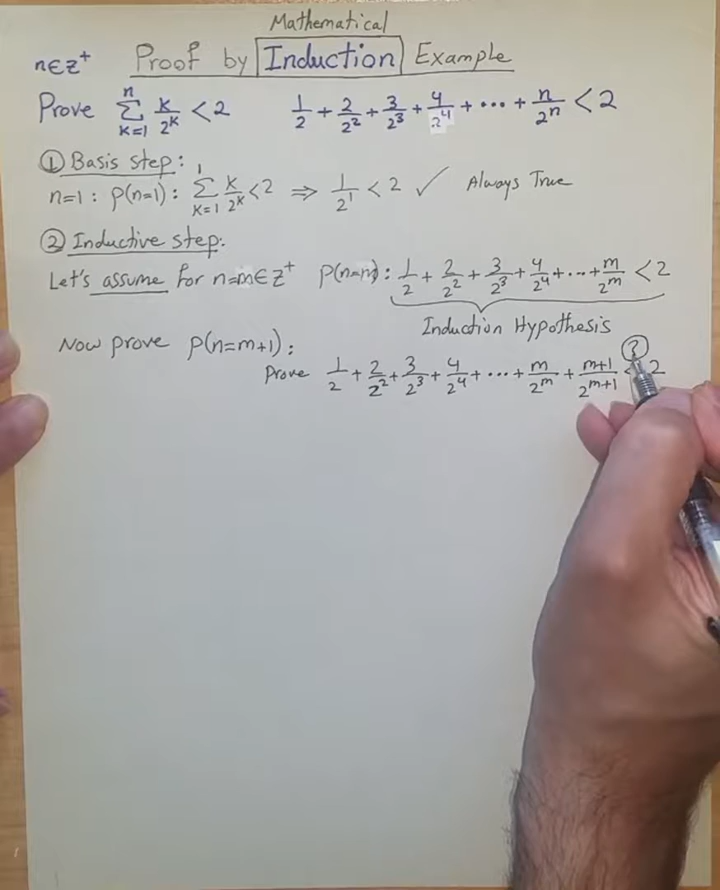 Mathematical
n∈Z⁺ Proof by Induction Example
Prove ∑_{K=1}^{n} K/2^K < 2    1/2 + 2/2² + 3/2³ + 4/2⁴ + ⋯ + n/2ⁿ < 2
① Basis step:
n=1: P(n=1): ∑_{K=1}^{1} K/2^K < 2 ⇒ 1/2¹ < 2 ✓ Always True
② Inductive step:
Let's assume for n=m∈Z⁺ P(n=m): 1/2 + 2/2² + 3/2³ + 4/2⁴ + ⋯ + m/2^m < 2
Induction Hypothesis
Now prove P(n=m+1):
Prove 1/2 + 2/2² + 3/2³ + 4/2⁴ + ⋯ + m/2^m + (m+1)/2^{m+1} < 2
?